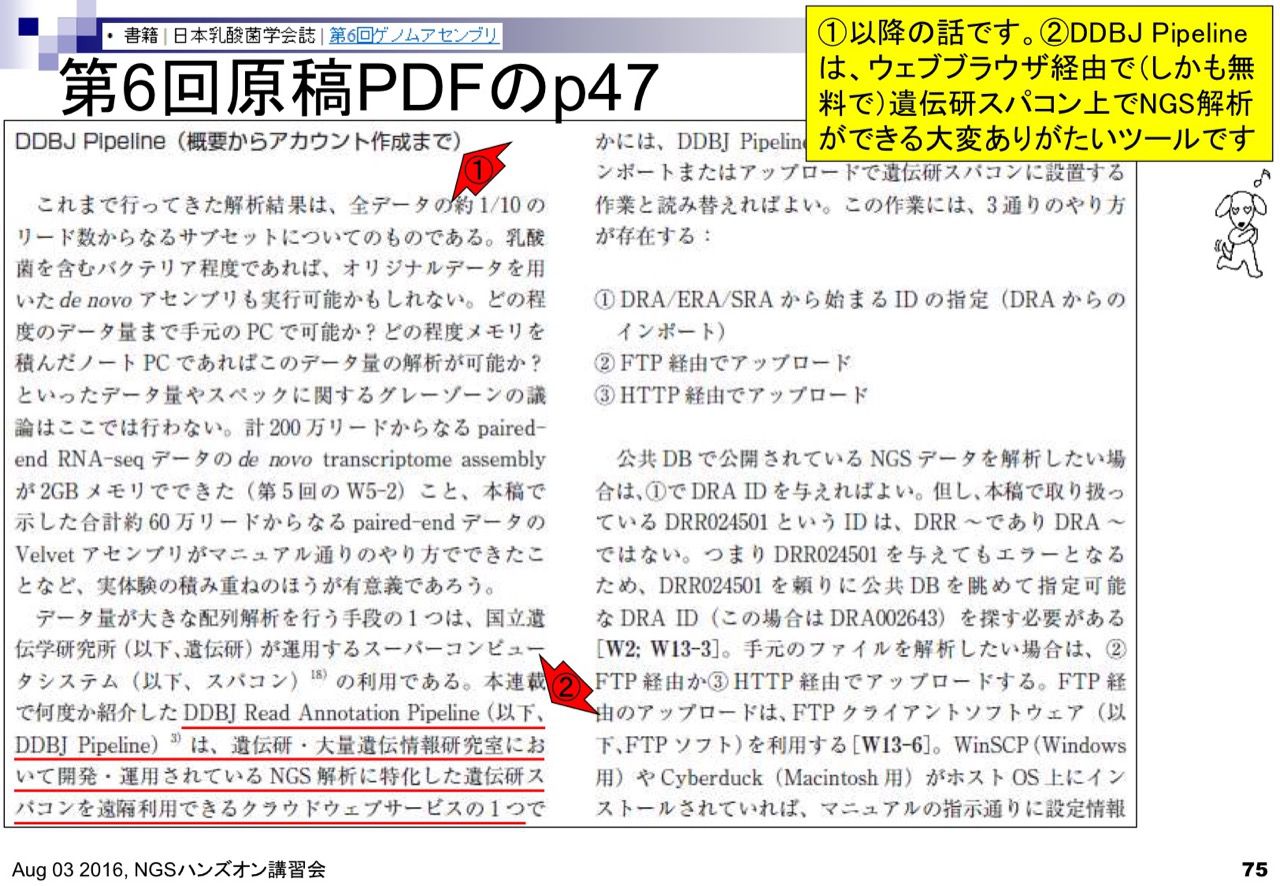 • 書籍 | 日本乳酸菌学会誌 | 第6回ゲノムアセンブリ
第6回原稿PDFのp47
①以降の話です。②DDBJ Pipeline
は、ウェブブラウザ経由で(しかも無
料で)遺伝研スパコン上でNGS解析
ができる大変ありがたいツールです
DDBJ Pipeline（概要からアカウント作成まで）
①
これまで行ってきた解析結果は、全データの約 1/10 の
リード数からなるサブセットについてのものである。乳酸
菌を含むバクテリア程度であれば、オリジナルデータを用
いた de novo アセンブリも実行可能かもしれない。どの程
度のデータ量まで手元の PC で可能か？どの程度メモリを
積んだノート PC であればこのデータ量の解析が可能か？
といったデータ量やスペックに関するグレーゾーンの議
論はここでは行わない。計 200 万リードからなる paired-
end RNA-seq データの de novo transcriptome assembly
が 2GB メモリでできた（第 5 回の W5-2）こと、本稿で
示した合計約 60 万リードからなる paired-end データの
Velvet アセンブリがマニュアル通りのやり方でできたこ
となど、実体験の積み重ねのほうが有意義であろう。
データ量が大きな配列解析を行う手段の 1 つは、国立遺
伝学研究所（以下、遺伝研）が運用するスーパーコンピュー
タシステム（以下、スパコン）18) の利用である。本連載
で何度か紹介した DDBJ Read Annotation Pipeline（以下、
DDBJ Pipeline）3) は、遺伝研・大量遺伝情報研究室にお
いて開発・運用されている NGS 解析に特化した遺伝研ス
パコンを遠隔利用できるクラウドウェブサービスの 1 つで
②
かには、DDBJ Pipeline
ンポートまたはアップロードで遺伝研スパコンに設置する
作業と読み替えればよい。この作業には、3 通りのやり方
が存在する：
① DRA/ERA/SRA から始まる ID の指定（DRA からの
インポート）
② FTP 経由でアップロード
③ HTTP 経由でアップロード
公共 DB で公開されている NGS データを解析したい場
合は、①で DRA ID を与えればよい。但し、本稿で取り扱っ
ている DRR024501 という ID は、DRR ～であり DRA ～
ではない。つまり DRR024501 を与えてもエラーとなる
ため、DRR024501 を頼りに公共 DB を眺めて指定可能
な DRA ID（この場合は DRA002643）を探す必要がある
[W2; W13-3]。手元のファイルを解析したい場合は、②
FTP 経由か③ HTTP 経由でアップロードする。FTP 経
由のアップロードは、FTP クライアントソフトウェア（以
下、FTP ソフト）を利用する [W13-6]。WinSCP（Windows
用）や Cyberduck（Macintosh 用）がホスト OS 上にイン
ストールされていれば、マニュアルの指示通りに設定情報
Aug 03 2016, NGSハンズオン講習会
75